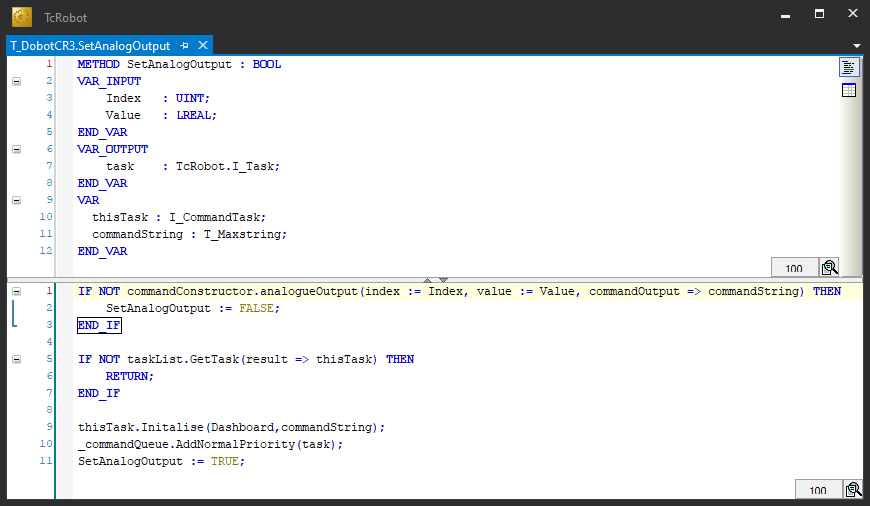 TcRobot
T_DobotCR3.SetAnalogOutput
1 METHOD SetAnalogOutput : BOOL
2 VAR_INPUT
3 Index : UINT;
4 Value : LREAL;
5 END_VAR
6 VAR_OUTPUT
7 task : TcRobot.I_Task;
8 END_VAR
9 VAR
10 thisTask : I_CommandTask;
11 commandString : T_Maxstring;
12 END_VAR
100
1 IF NOT commandConstructor.analogueOutput(index := Index, value := Value, commandOutput => commandString) THEN
2 SetAnalogOutput := FALSE;
3 END_IF
4
5 IF NOT taskList.GetTask(result => thisTask) THEN
6 RETURN;
7 END_IF
8
9 thisTask.Initalise(Dashboard,commandString);
10 _commandQueue.AddNormalPriority(task);
11 SetAnalogOutput := TRUE;
100